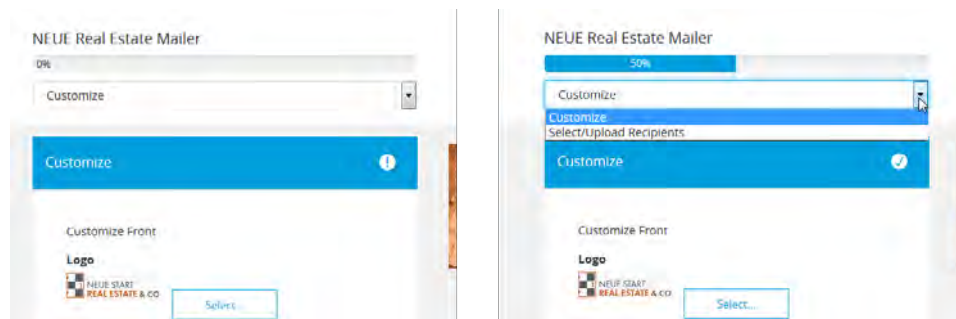 NEUE Real Estate Mailer
0%
Customize
Customize
Customize Front
Logo
NEUE START
REAL ESTATE & CO
Select...
NEUE Real Estate Mailer
50%
Customize
Customize
Select/Upload Recipients
Customize
Customize Front
Logo
NEUE START
REAL ESTATE & CO
Select...